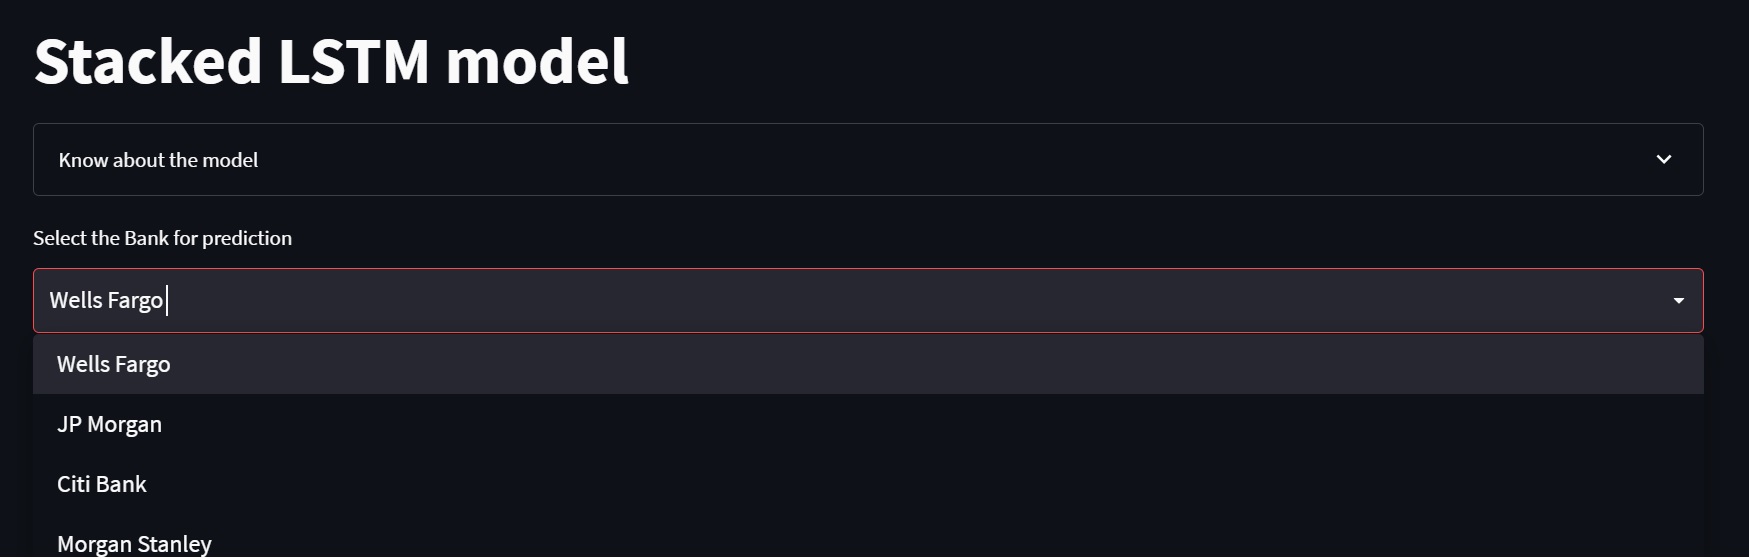 Stacked LSTM model
Know about the model
Select the Bank for prediction
Wells Fargo
Wells Fargo
JP Morgan
Citi Bank
Morgan Stanley